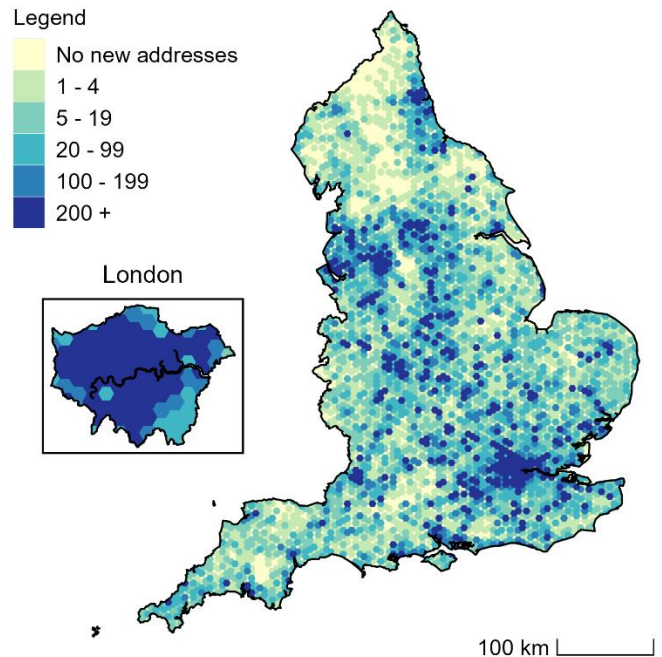 Legend
No new addresses
1 - 4
5 - 19
20 - 99
100 - 199
200 +
London
100 km